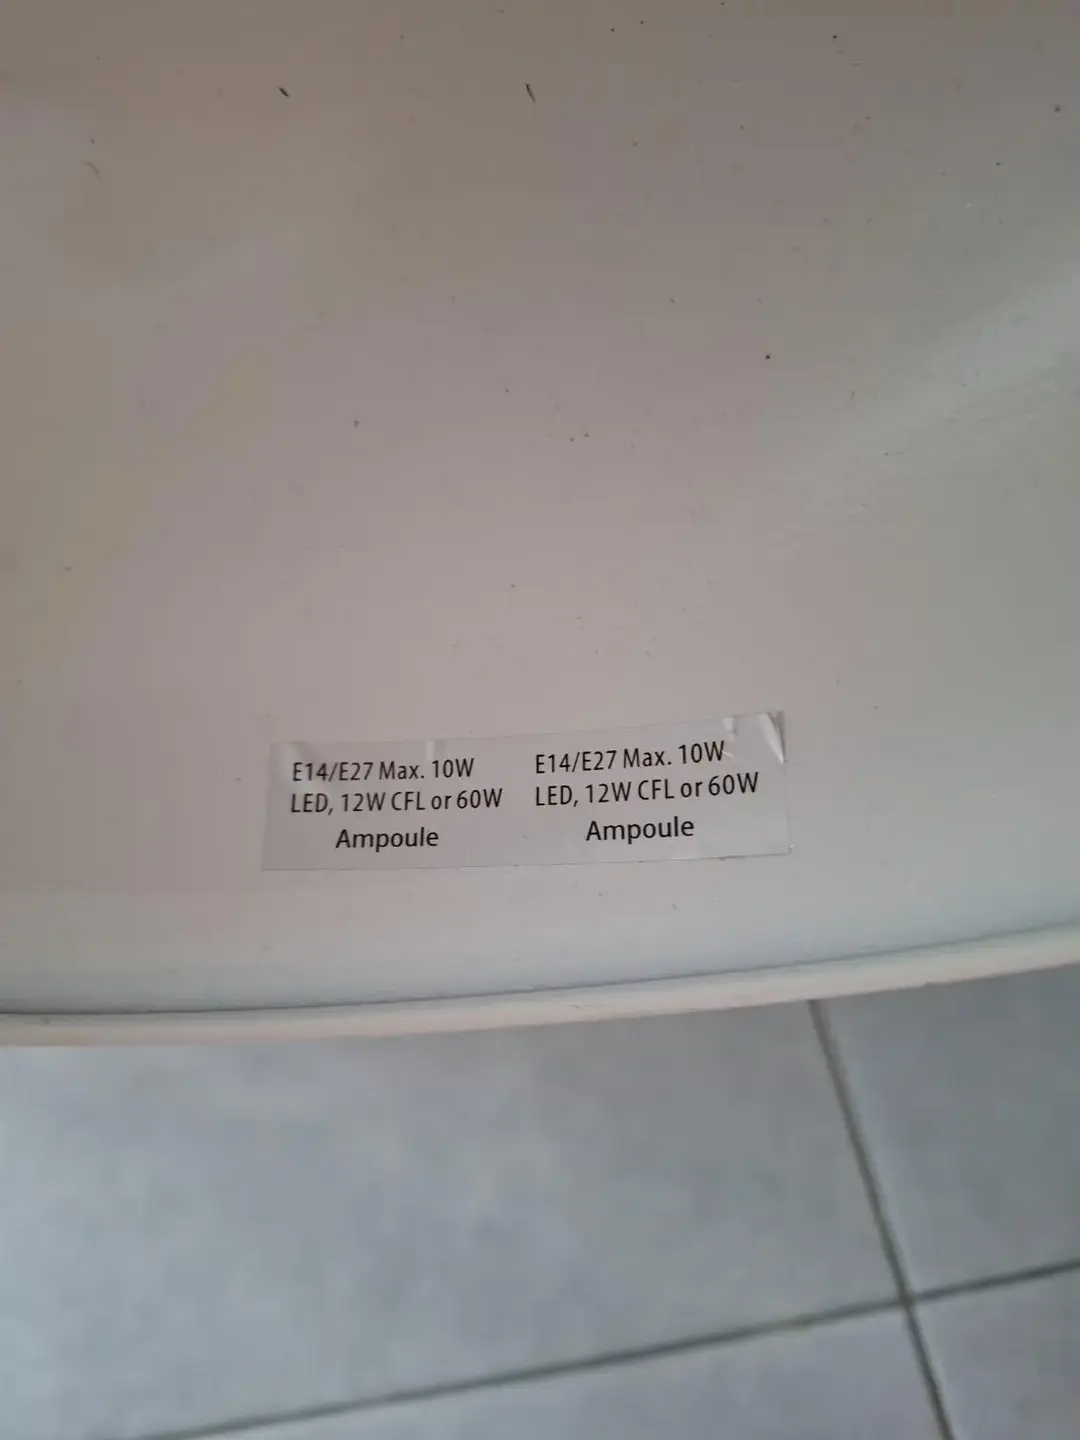 E14/E27 Max. 10W
LED, 12W CFL or 60W
Ampoule
E14/E27 Max. 10W
LED, 12W CFL or 60W
Ampoule